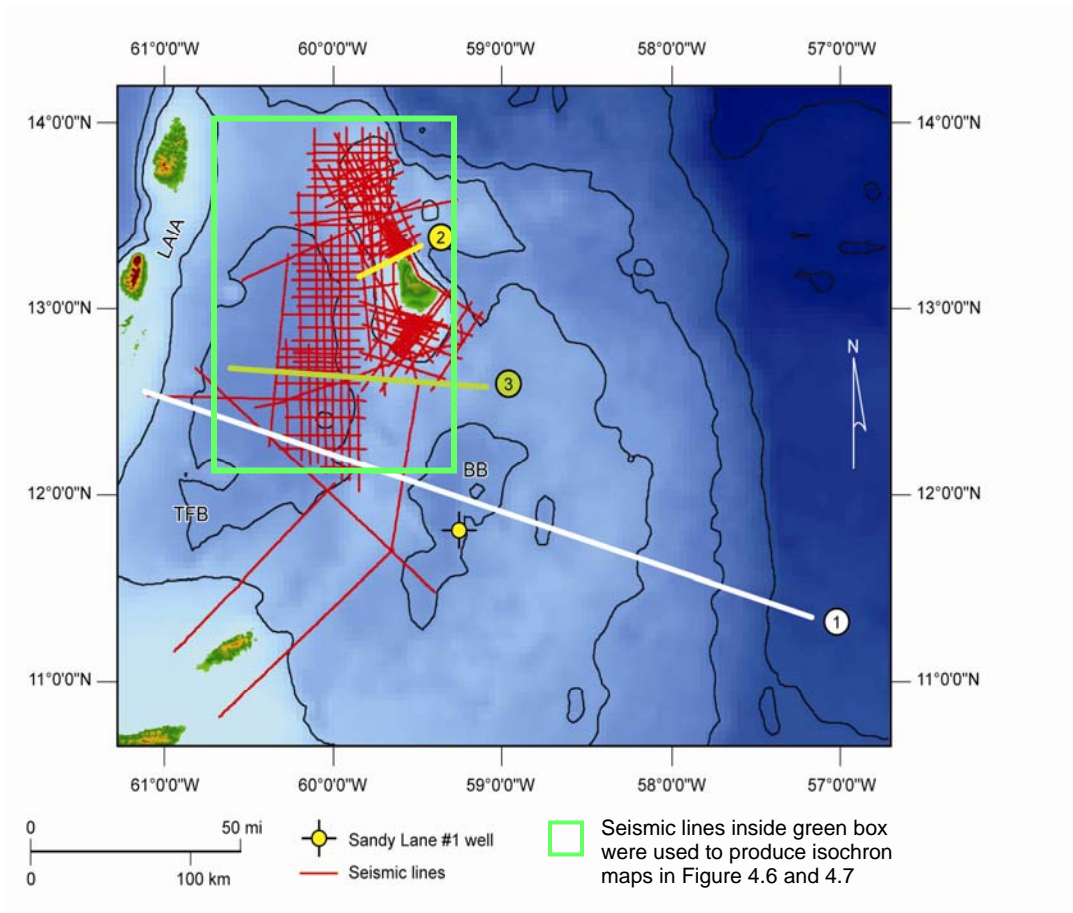 61°0'0"W 60°0'0"W 59°0'0"W 58°0'0"W 57°0'0"W
14°0'0"N 14°0'0"N
LAIA
2
13°0'0"N 13°0'0"N
N
3
BB
12°0'0"N 12°0'0"N
TFB
1
11°0'0"N 11°0'0"N
61°0'0"W 60°0'0"W 59°0'0"W 58°0'0"W 57°0'0"W
0 50 mi
0 100 km
Sandy Lane #1 well
Seismic lines
Seismic lines inside green box
were used to produce isochron
maps in Figure 4.6 and 4.7